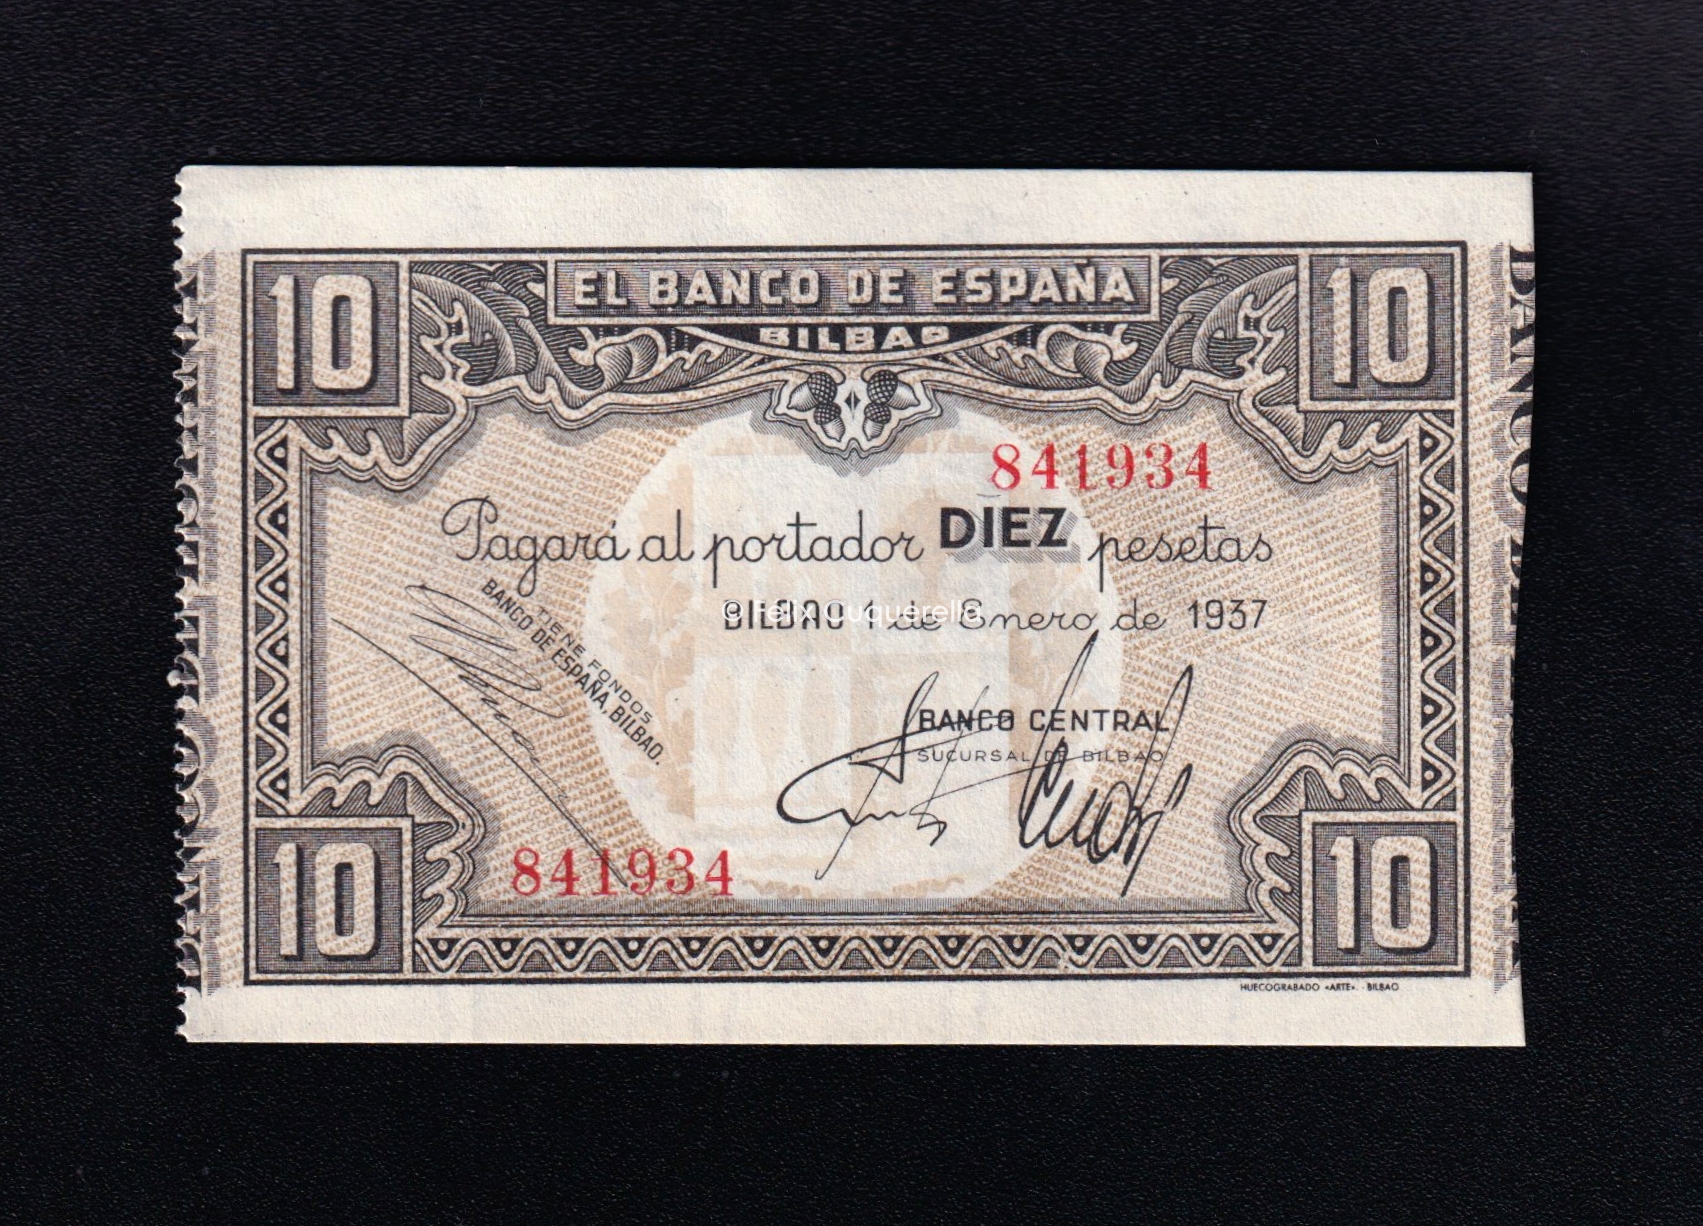 10 EL BANCO DE ESPAÑA 10
BILBAO
841934
Pagará al portador DIEZ pesetas
© Felix Cuquerella
BILBAO 1 de Enero de 1937
TIENE FONDOS
BANCO DE ESPAÑA, BILBAO.
BANCO CENTRAL
SUCURSAL DE BILBAO
841934
10 10
HUECOGRABADO «ARTE». - BILBAO